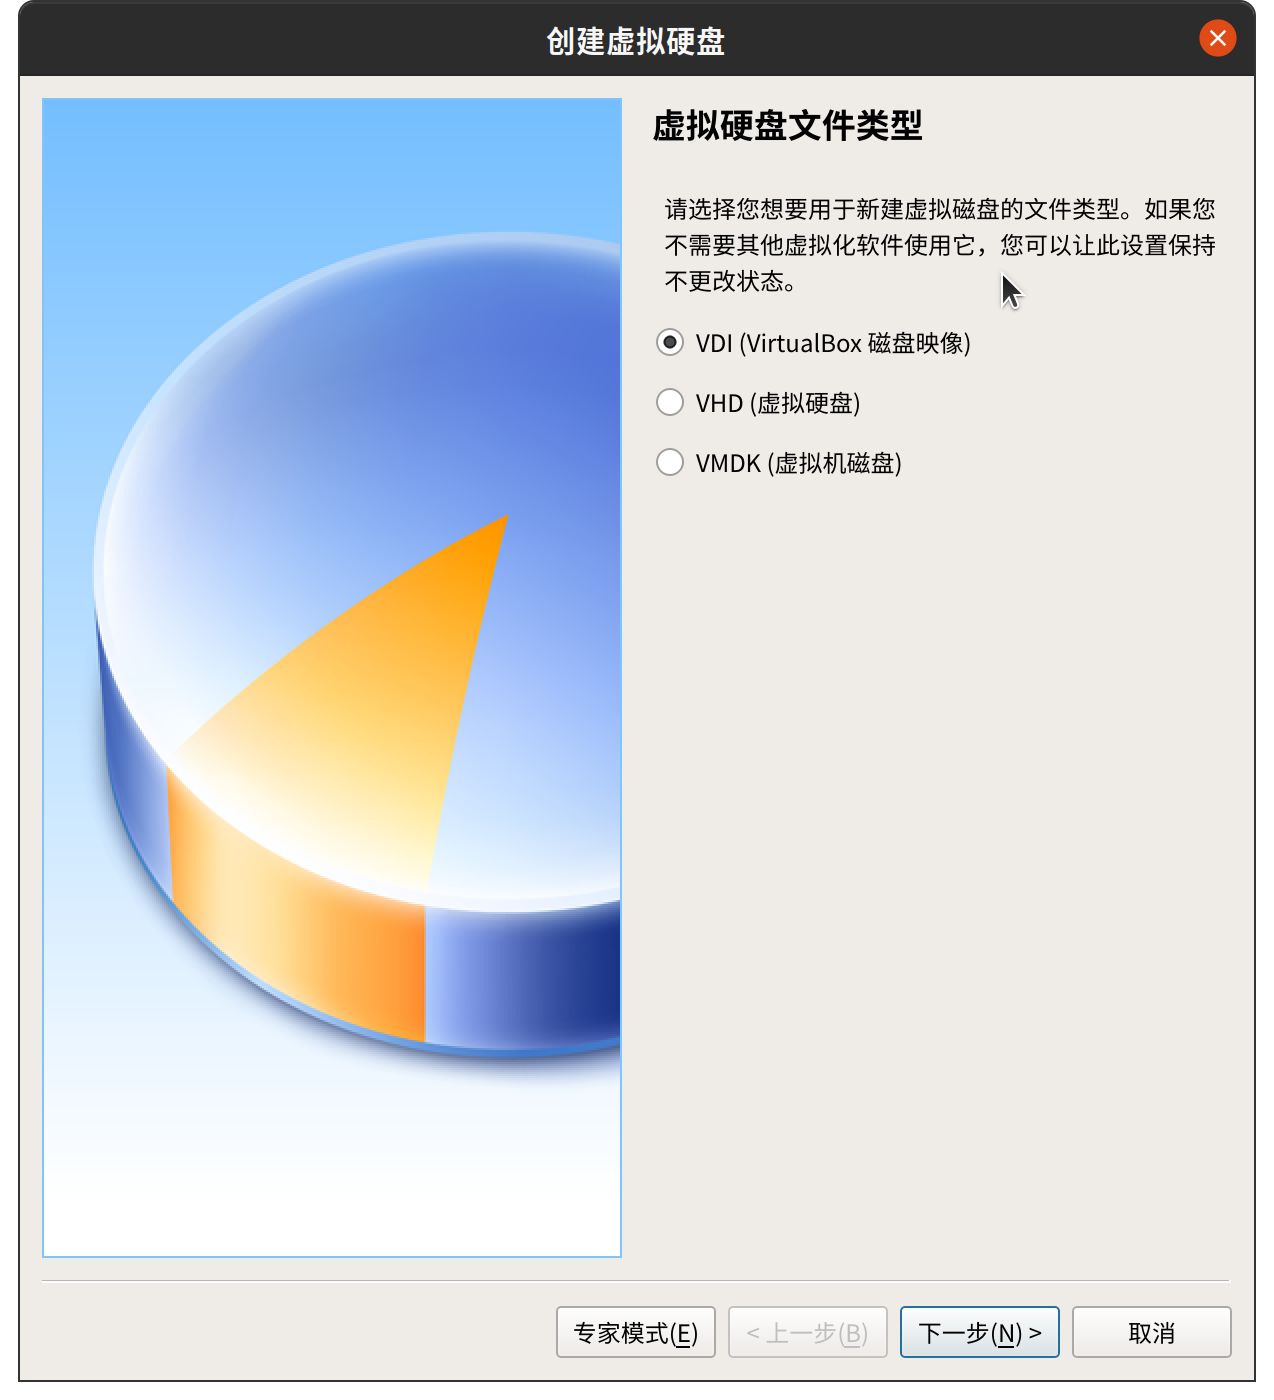 创建虚拟硬盘
虚拟硬盘文件类型
请选择您想要用于新建虚拟磁盘的文件类型。如果您
不需要其他虚拟化软件使用它，您可以让此设置保持
不更改状态。
VDI (VirtualBox 磁盘映像)
VHD (虚拟硬盘)
VMDK (虚拟机磁盘)
专家模式(E) < 上一步(B) 下一步(N) > 取消